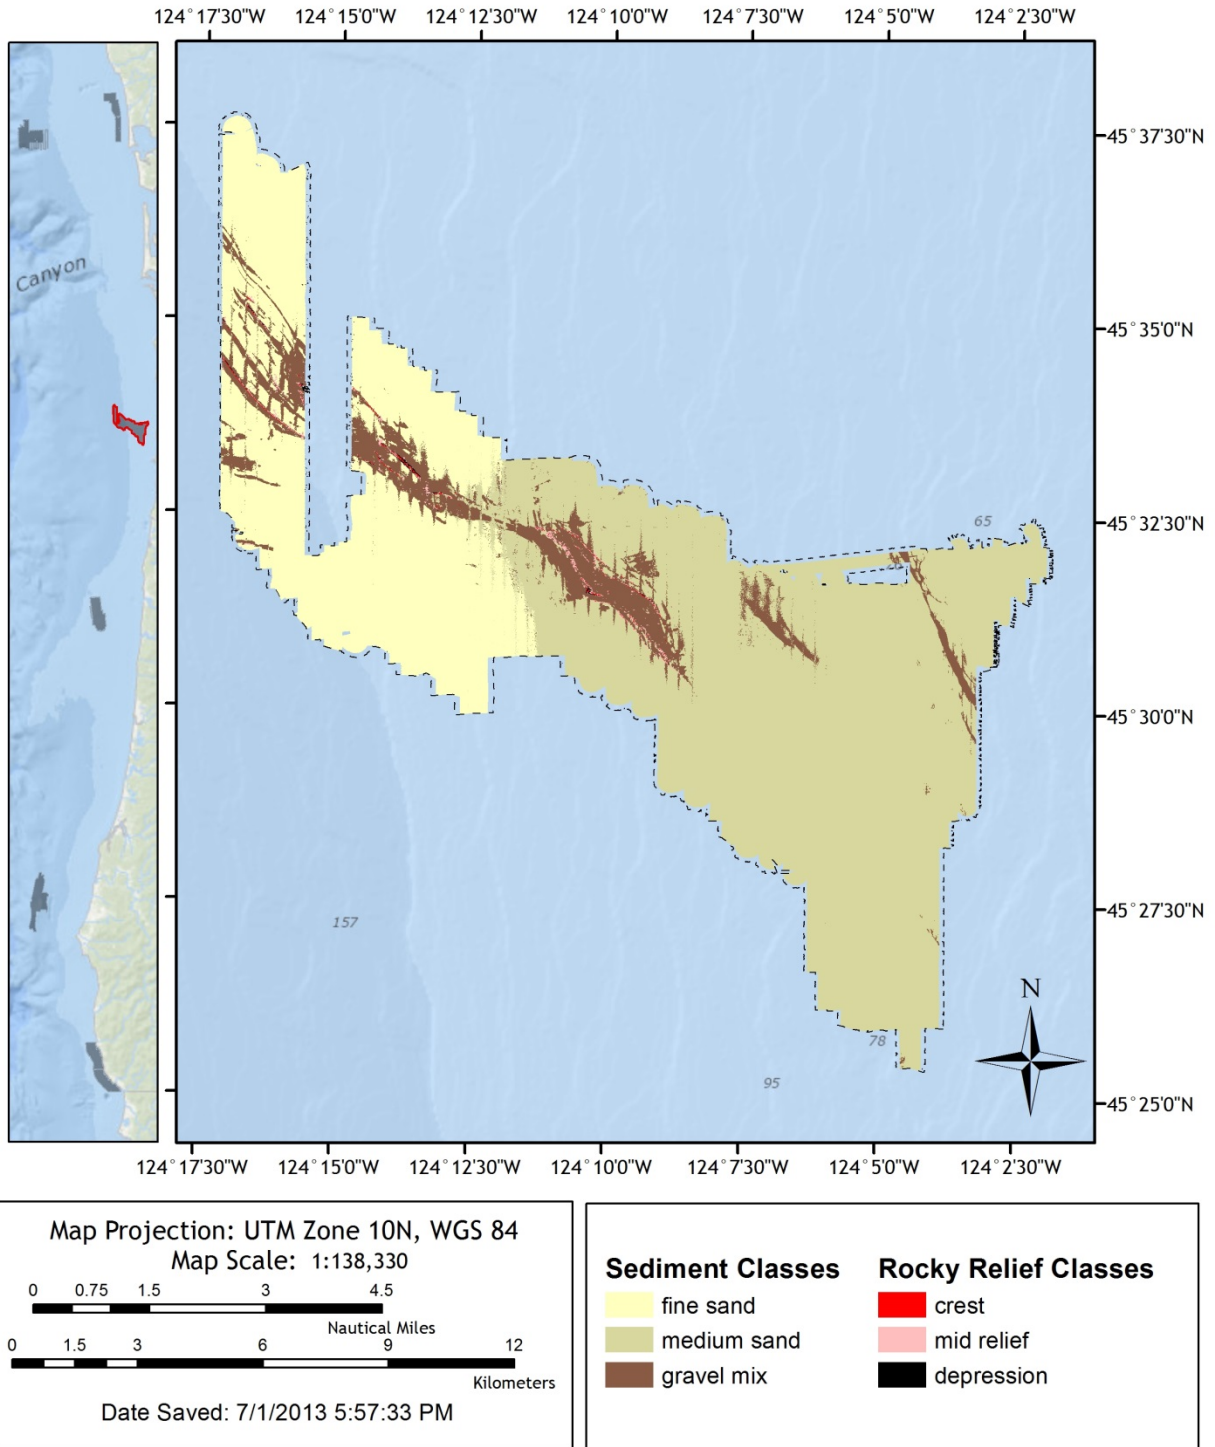 124°17'30"W 124°15'0"W 124°12'30"W 124°10'0"W 124°7'30"W 124°5'0"W 124°2'30"W
45°37'30"N
Canyon
45°35'0"N
65
45°32'30"N
45°30'0"N
157
45°27'30"N
N
78
95
45°25'0"N
124°17'30"W 124°15'0"W 124°12'30"W 124°10'0"W 124°7'30"W 124°5'0"W 124°2'30"W
Map Projection: UTM Zone 10N, WGS 84
Map Scale: 1:138,330
0 0.75 1.5 3 4.5
Nautical Miles
0 1.5 3 6 9 12
Kilometers
Date Saved: 7/1/2013 5:57:33 PM
Sediment Classes
fine sand
medium sand
gravel mix
Rocky Relief Classes
crest
mid relief
depression